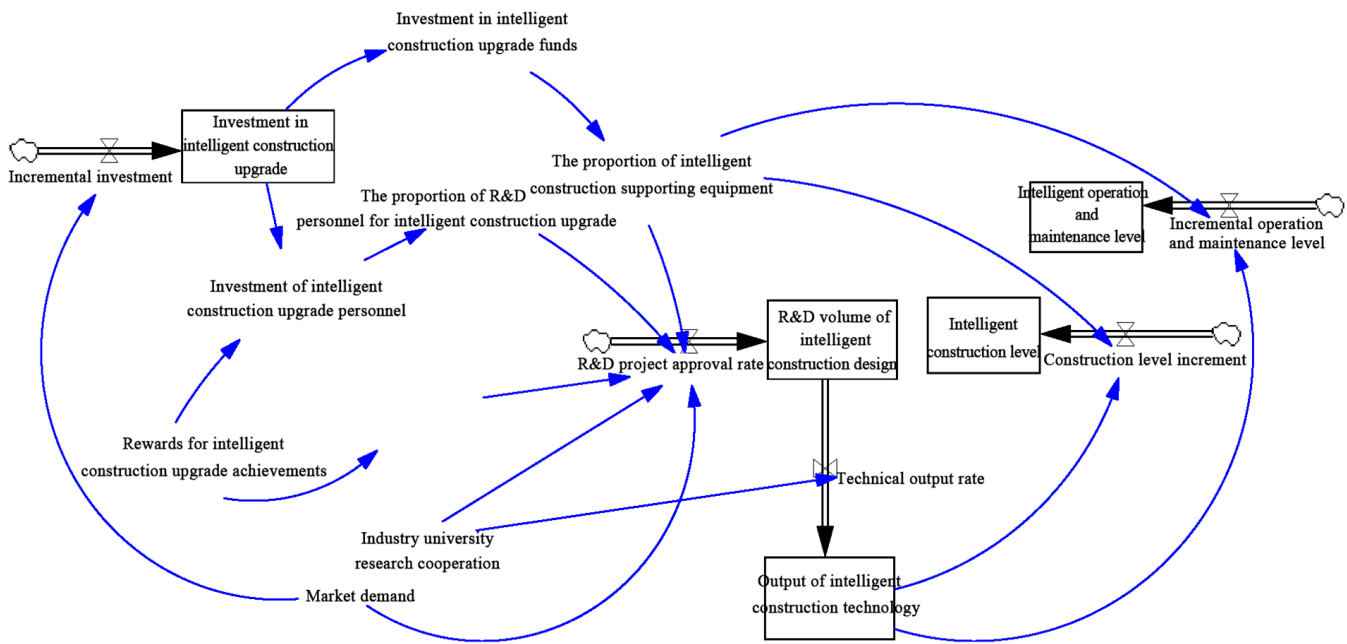 Investment in intelligent
construction upgrade funds
Investment in
intelligent construction
upgrade
Incremental investment
The proportion of intelligent
construction supporting equipment
The proportion of R&D
personnel for intelligent construction upgrade
Intelligent operation
and
maintenance level
Incremental operation
and maintenance level
Investment of intelligent
construction upgrade personnel
R&D volume of
intelligent
construction design
R&D project approval rate
Intelligent
construction level
Construction level increment
Rewards for intelligent
construction upgrade achievements
Technical output rate
Industry university
research cooperation
Market demand
Output of intelligent
construction technology